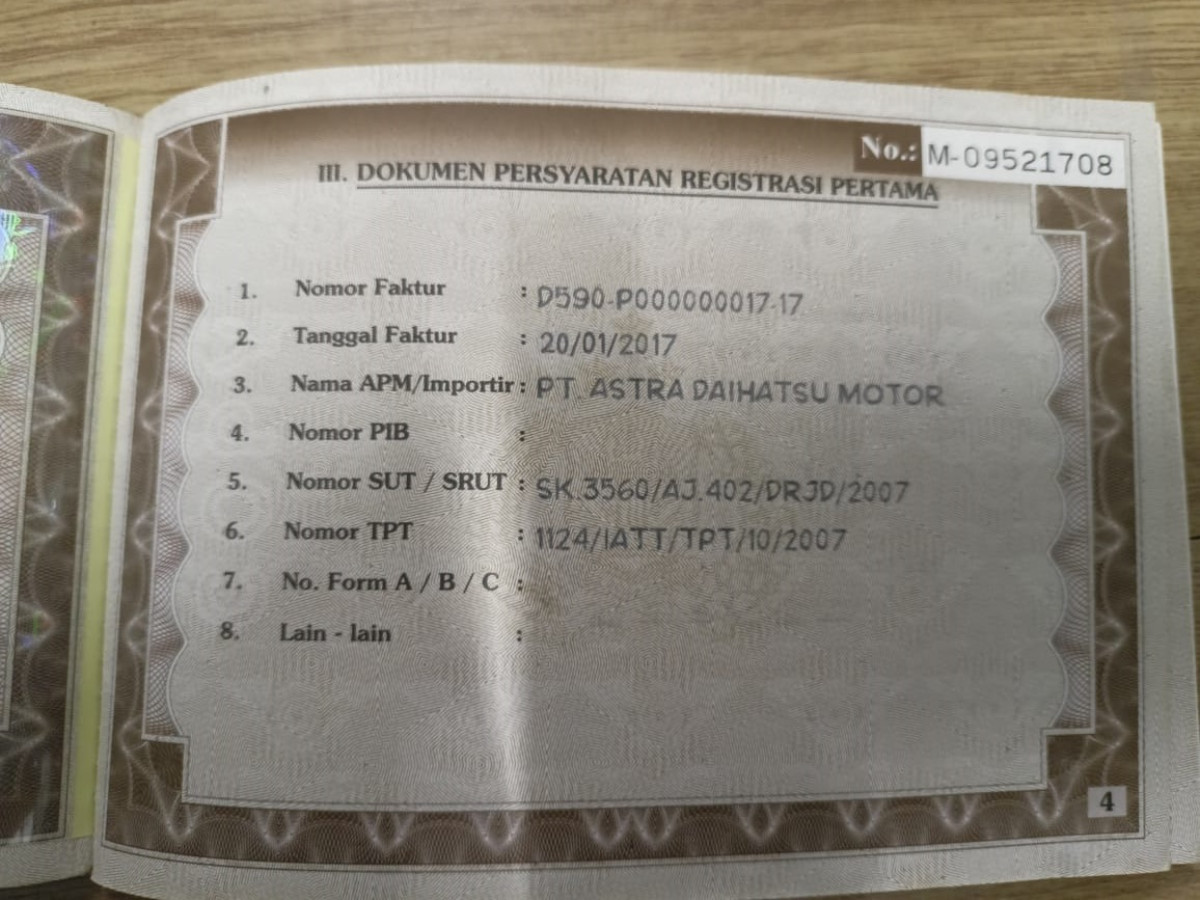 No.: M-09521708
III. DOKUMEN PERSYARATAN REGISTRASI PERTAMA
1. Nomor Faktur : D590-P000000017-17
2. Tanggal Faktur : 20/01/2017
3. Nama APM/Importir : PT. ASTRA DAIHATSU MOTOR
4. Nomor PIB :
5. Nomor SUT / SRUT : SK.3560/AJ.402/DRJD/2007
6. Nomor TPT : 1124/IATT/TPT/10/2007
7. No. Form A / B / C :
8. Lain - lain :
4